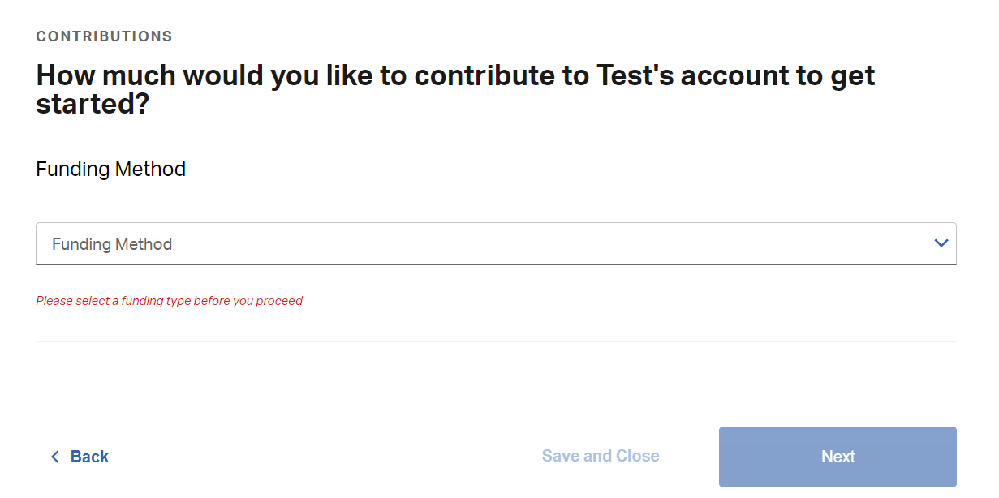 CONTRIBUTIONS
How much would you like to contribute to Test's account to get
started?
Funding Method
Funding Method
Please select a funding type before you proceed
Back
Save and Close
Next